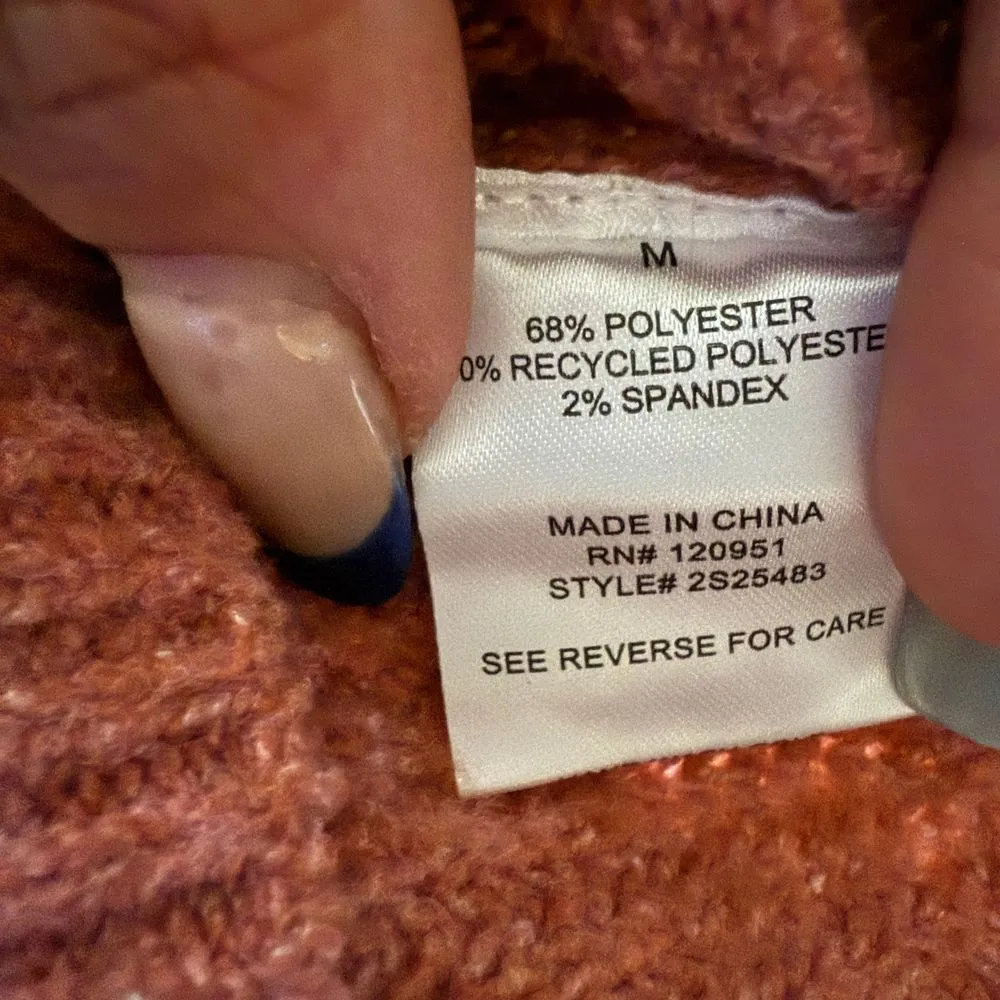 M
68% POLYESTER
0% RECYCLED POLYESTE
2% SPANDEX
MADE IN CHINA
RN# 120951
STYLE# 2S25483
SEE REVERSE FOR CARE